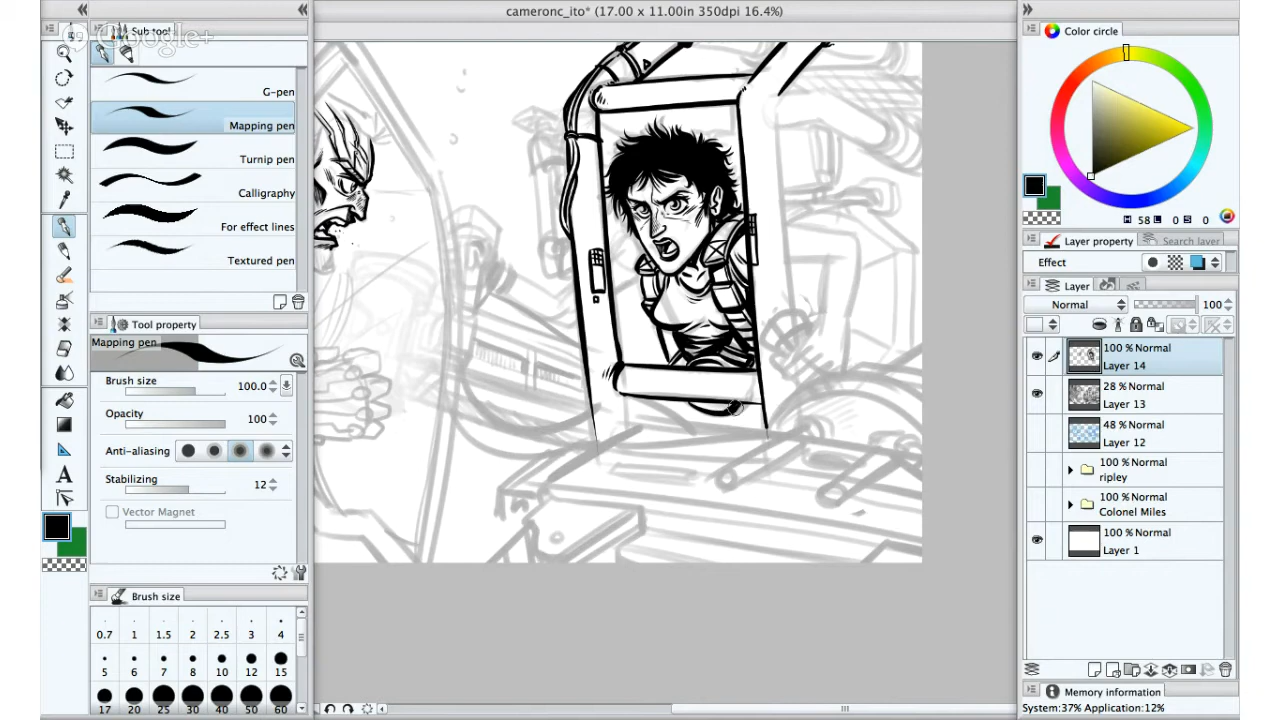 cameronc_ito* (17.00 x 11.00in 350dpi 16.4%)
Google+
Sub tool
G-pen
Mapping pen
Turnip pen
Calligraphy
For effect lines
Textured pen
Tool property
Mapping pen
Brush size
100.0
Opacity
100
Anti-aliasing
Stabilizing
12
Vector Magnet
Brush size
0.7 1 1.5 2 2.5 3 4
5 6 7 8 10 12 15
17 20 25 30 40 50 60
Color circle
H 58 L 0 S 0
Layer property
Search layer
Effect
Layer
Normal
100
100 % Normal
Layer 14
28 % Normal
Layer 13
48 % Normal
Layer 12
100 % Normal
ripley
100 % Normal
Colonel Miles
100 % Normal
Layer 1
Memory information
System:37% Application:12%